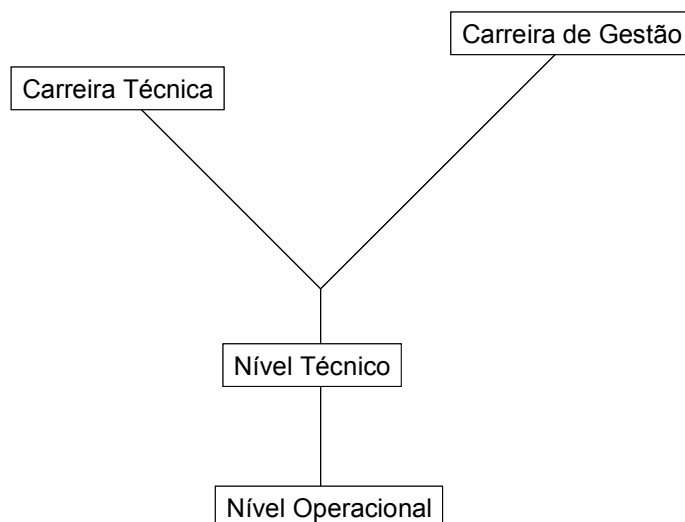 Carreira de Gestão
Carreira Técnica
Nível Técnico
Nível Operacional